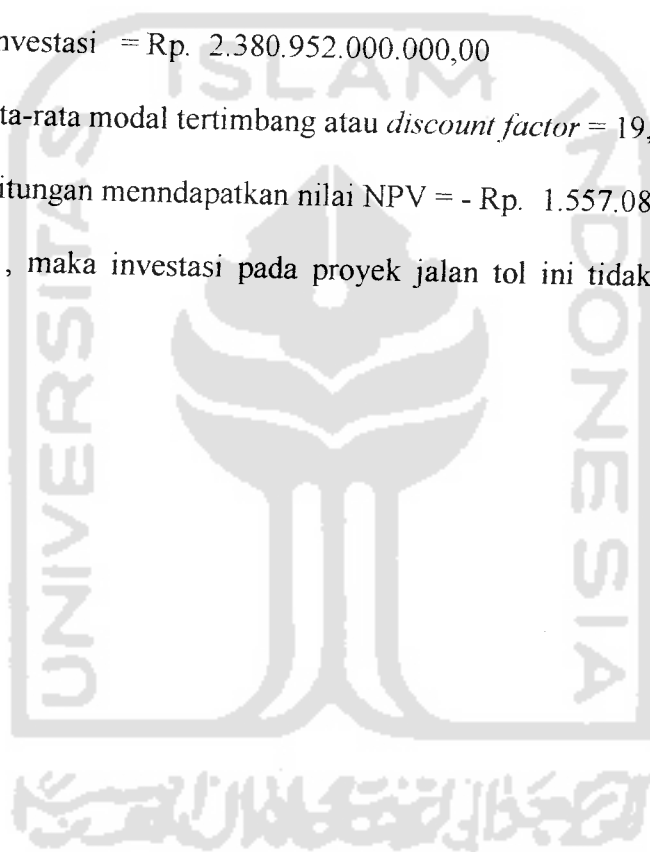 nvestasi = Rp. 2.380.952.000.000,00
ISLAM
ta-rata modal tertimbang atau discount factor = 19,
itungan menndapatkan nilai NPV = - Rp. 1.557.08
, maka investasi pada proyek jalan tol ini tidak
UNIVERSITAS
INDONESIA